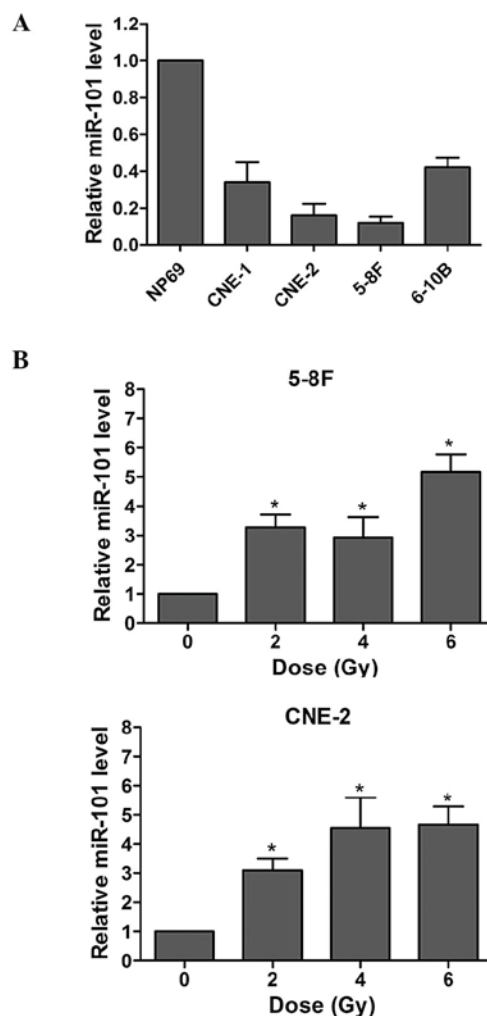 A
Relative miR-101 level
1.2
1.0
0.8
0.6
0.4
0.2
0.0
NP69
CNE-1
CNE-2
5-8F
6-10B
B
5-8F
Relative miR-101 level
8
7
6
5
4
3
2
1
0
*
*
*
0 2 4 6
Dose (Gy)
CNE-2
Relative miR-101 level
8
7
6
5
4
3
2
1
0
*
*
*
0 2 4 6
Dose (Gy)